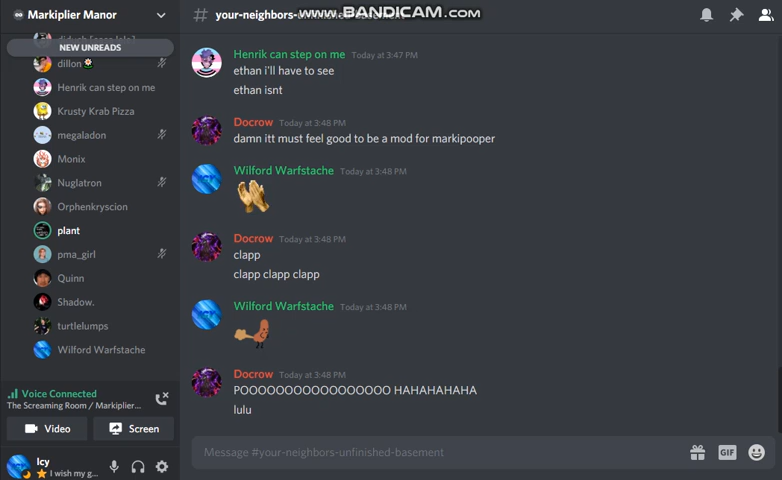 Markiplier Manor
NEW UNREADS
dillon
Henrik can step on me
Krusty Krab Pizza
megaladon
Monix
Nuglatron
Orphenkryscion
plant
pma_girl
Quinn
Shadow.
turtlelumps
Wilford Warfstache
Voice Connected
The Screaming Room / Markiplier...
Video
Screen
Icy
I wish my g...
# your-neighbors-unfinished-basement
www.BANDICAM.com
Henrik can step on me Today at 3:47 PM
ethan i'll have to see
ethan isnt
Docrow Today at 3:48 PM
damn itt must feel good to be a mod for markipooper
Wilford Warfstache Today at 3:48 PM
Docrow Today at 3:48 PM
clapp
clapp clapp clapp
Wilford Warfstache Today at 3:48 PM
Docrow Today at 3:48 PM
POOOOOOOOOOOOOOOOO HAHAHAHAHA
lulu
Message #your-neighbors-unfinished-basement
GIF